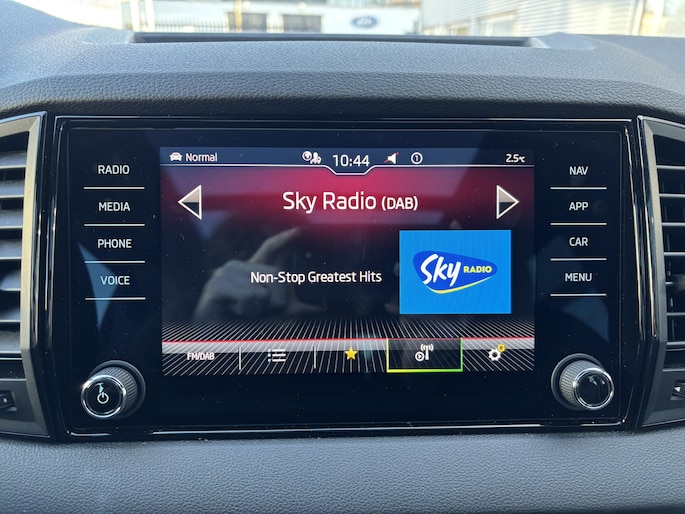 Normal
10:44
1
2.5°C
RADIO
MEDIA
PHONE
VOICE
Sky Radio (DAB)
Non-Stop Greatest Hits
Sky RADIO
FM/DAB
NAV
APP
CAR
MENU